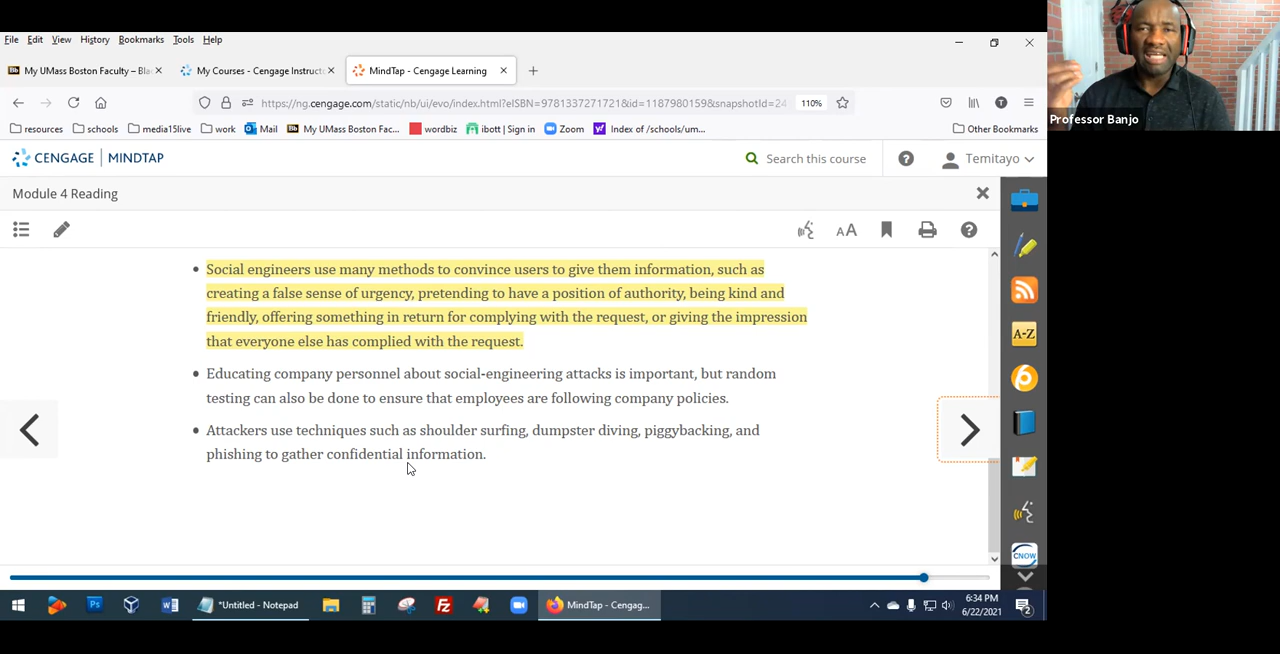 File Edit View History Bookmarks Tools Help
My UMass Boston Faculty – Bla
My Courses - Cengage Instruct
MindTap - Cengage Learning
https://ng.cengage.com/static/nb/ui/evo/index.html?eISBN=9781337271721&id=1187980159&snapshotId=24
110%
resources schools media15live work Mail My UMass Boston Fac... wordbiz ibott | Sign in Zoom Index of /schools/um... Other Bookmarks
CENGAGE | MINDTAP
Search this course
Temitayo
Module 4 Reading
AA
• Social engineers use many methods to convince users to give them information, such as
creating a false sense of urgency, pretending to have a position of authority, being kind and
friendly, offering something in return for complying with the request, or giving the impression
that everyone else has complied with the request.
• Educating company personnel about social-engineering attacks is important, but random
testing can also be done to ensure that employees are following company policies.
• Attackers use techniques such as shoulder surfing, dumpster diving, piggybacking, and
phishing to gather confidential information.
A-Z
CNOW
*Untitled - Notepad
MindTap - Cengag...
6:34 PM
6/22/2021
2
Professor Banjo